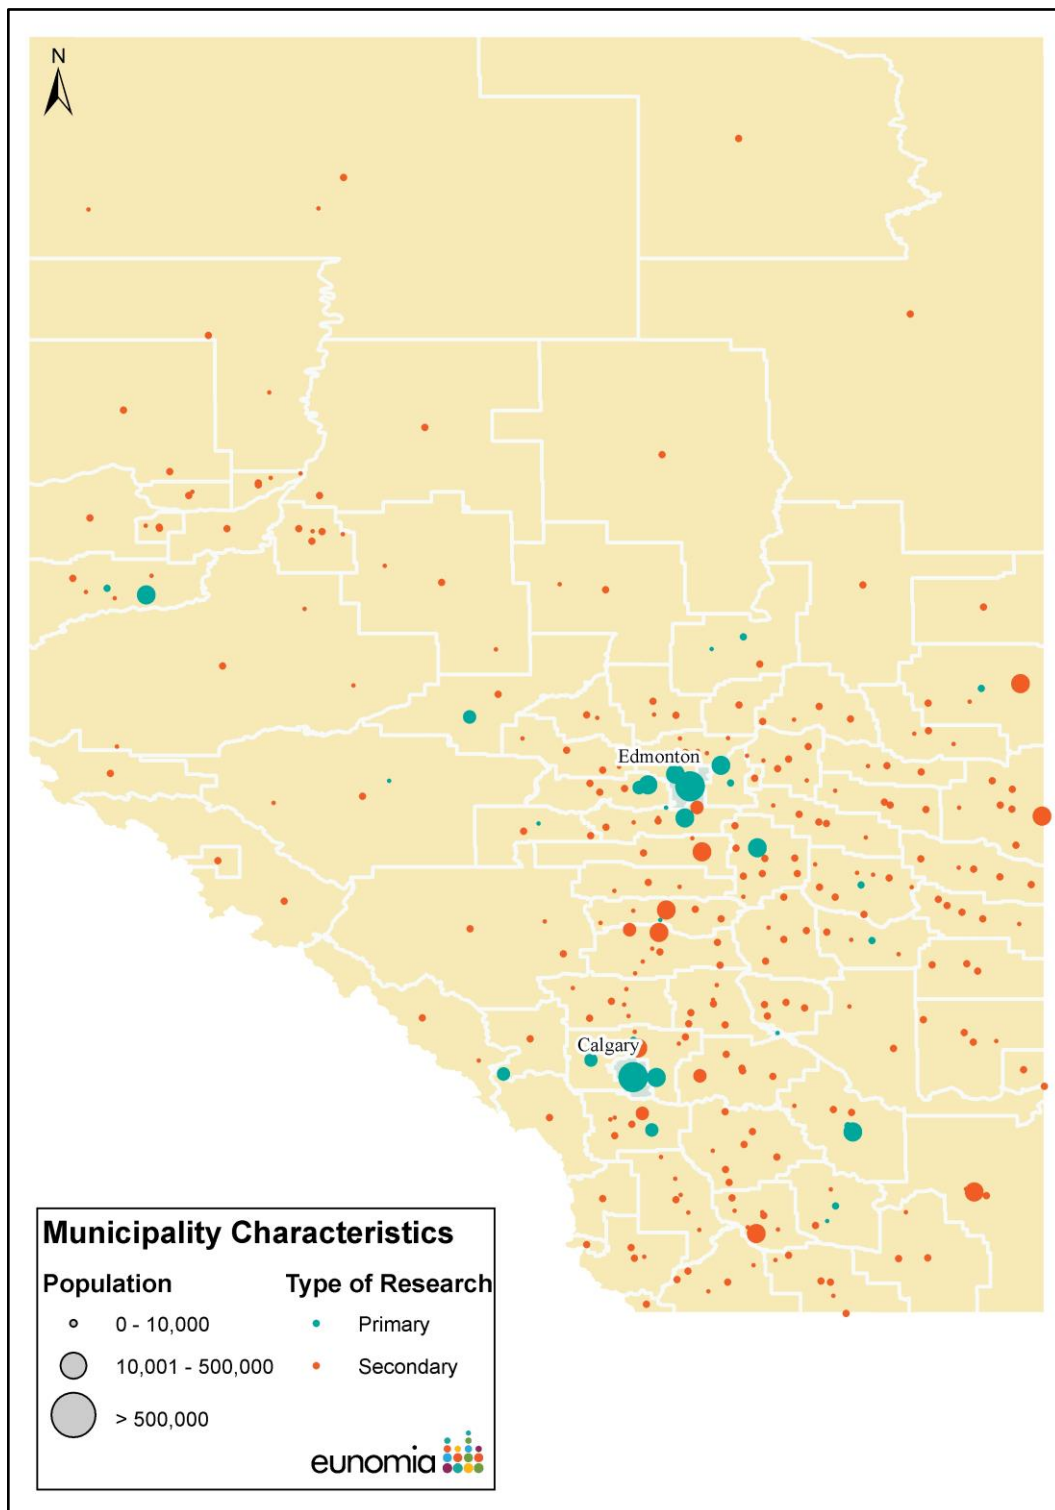 N
Edmonton
Calgary
Municipality Characteristics
Population
Type of Research
0 - 10,000
Primary
10,001 - 500,000
Secondary
> 500,000
eunomia